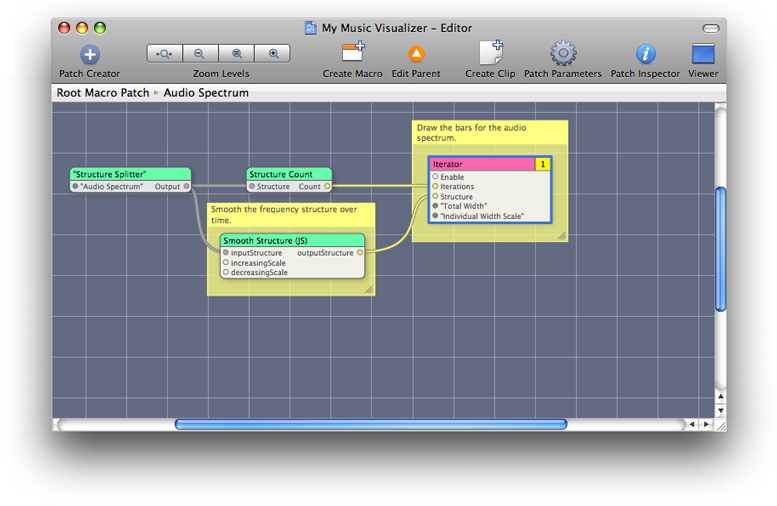 My Music Visualizer – Editor
Patch Creator
Zoom Levels
Create Macro
Edit Parent
Create Clip
Patch Parameters
Patch Inspector
Viewer
Root Macro Patch
Audio Spectrum
Draw the bars for the audio
spectrum.
"Structure Splitter"
"Audio Spectrum" Output
Structure Count
Structure Count
Iterator 1
Enable
Iterations
Structure
"Total Width"
"Individual Width Scale"
Smooth the frequency structure over
time.
Smooth Structure (JS)
inputStructure outputStructure
increasingScale
decreasingScale